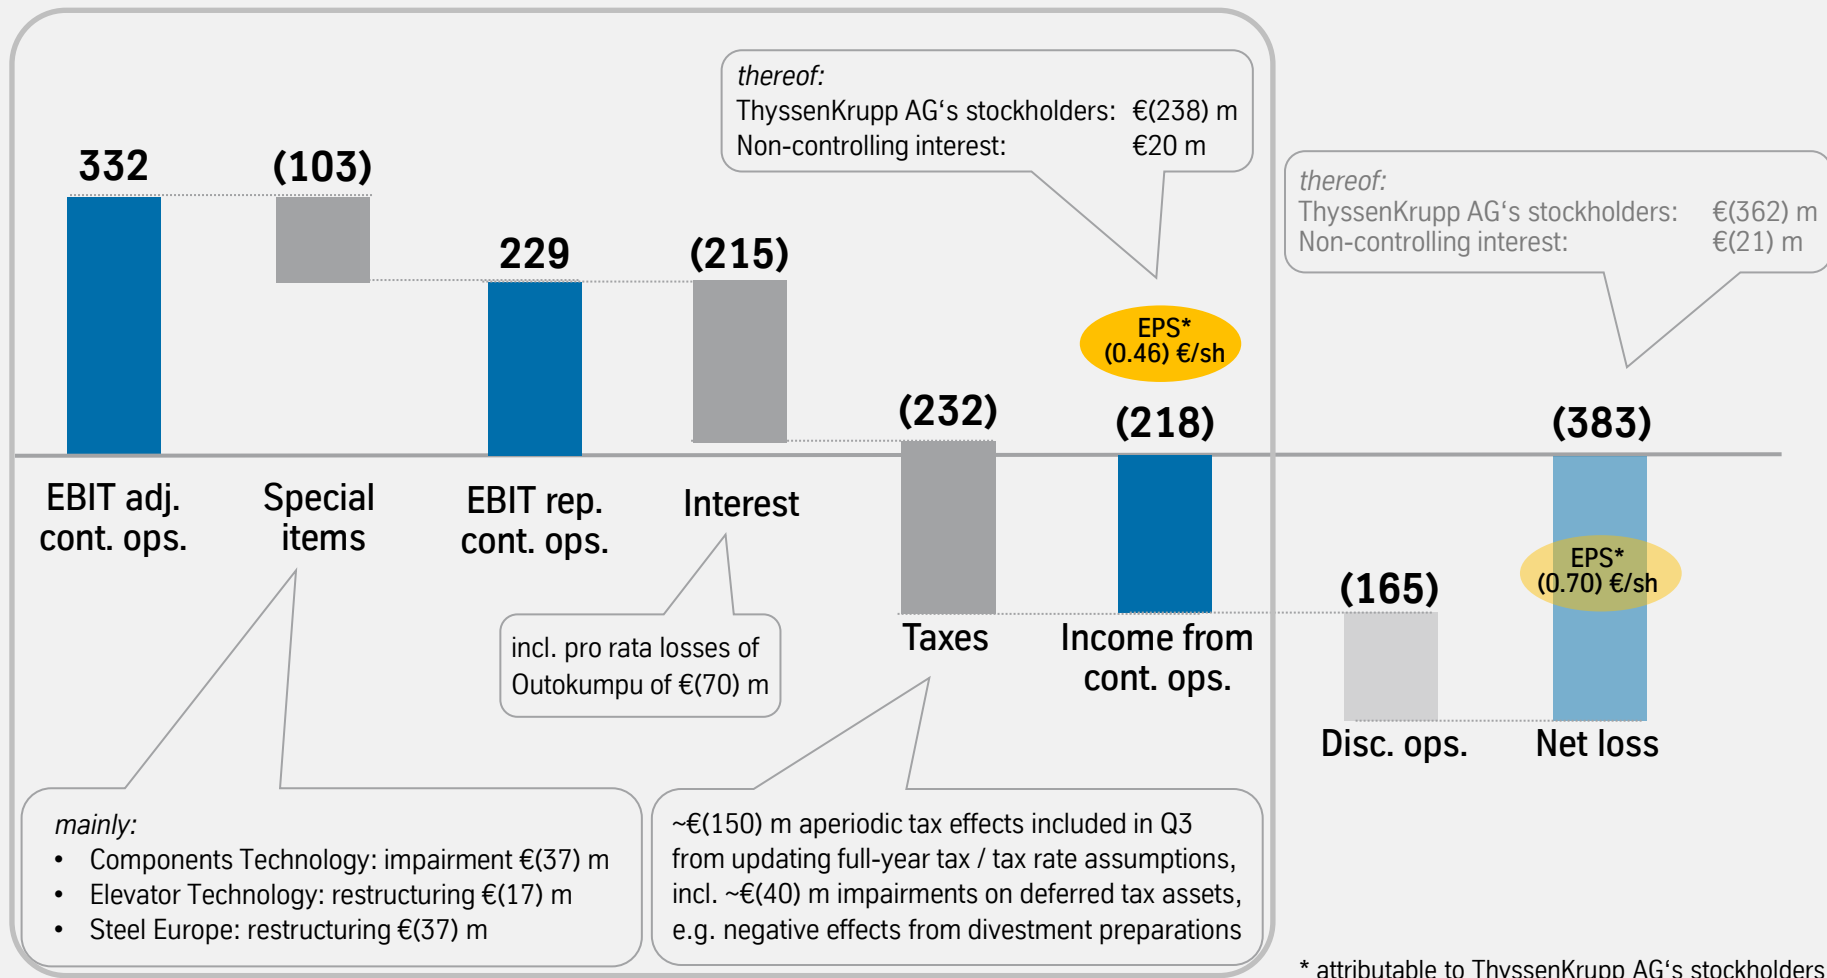 thereof:
ThyssenKrupp AG‘s stockholders: €(238) m
Non-controlling interest: €20 m
thereof:
ThyssenKrupp AG‘s stockholders: €(362) m
Non-controlling interest: €(21) m
332
(103)
229
(215)
EPS*
(0.46) €/sh
(232)
(218)
(383)
EBIT adj.
cont. ops.
Special
items
EBIT rep.
cont. ops.
Interest
EPS*
(0.70) €/sh
(165)
Taxes
Income from
cont. ops.
Disc. ops.
Net loss
incl. pro rata losses of
Outokumpu of €(70) m
mainly:
• Components Technology: impairment €(37) m
• Elevator Technology: restructuring €(17) m
• Steel Europe: restructuring €(37) m
~€(150) m aperiodic tax effects included in Q3
from updating full-year tax / tax rate assumptions,
incl. ~€(40) m impairments on deferred tax assets,
e.g. negative effects from divestment preparations
* attributable to ThyssenKrupp AG‘s stockholders